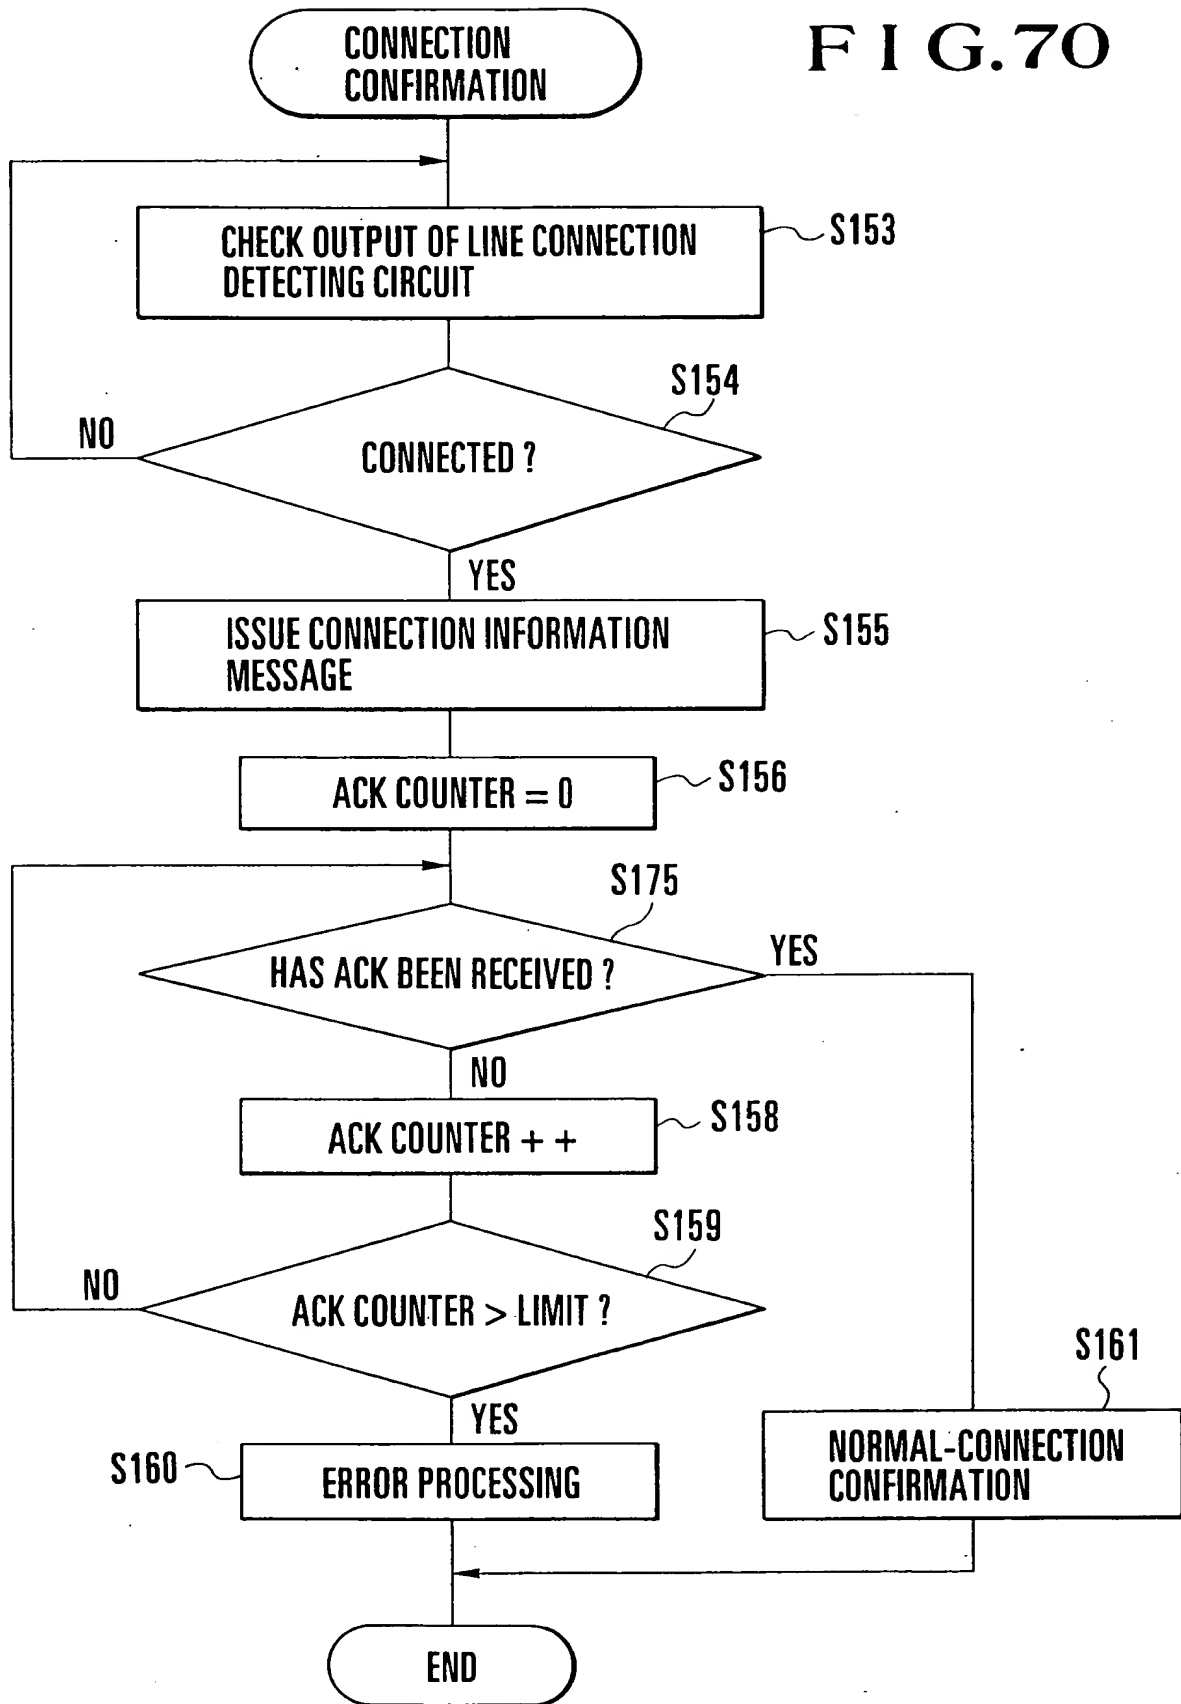 FIG.70
CONNECTION
CONFIRMATION
CHECK OUTPUT OF LINE CONNECTION
DETECTING CIRCUIT
S153
S154
NO
CONNECTED ?
YES
ISSUE CONNECTION INFORMATION
MESSAGE
S155
ACK COUNTER = 0
S156
S175
HAS ACK BEEN RECEIVED ?
YES
NO
ACK COUNTER + +
S158
S159
NO
ACK COUNTER > LIMIT ?
YES
S160
ERROR PROCESSING
S161
NORMAL-CONNECTION
CONFIRMATION
END